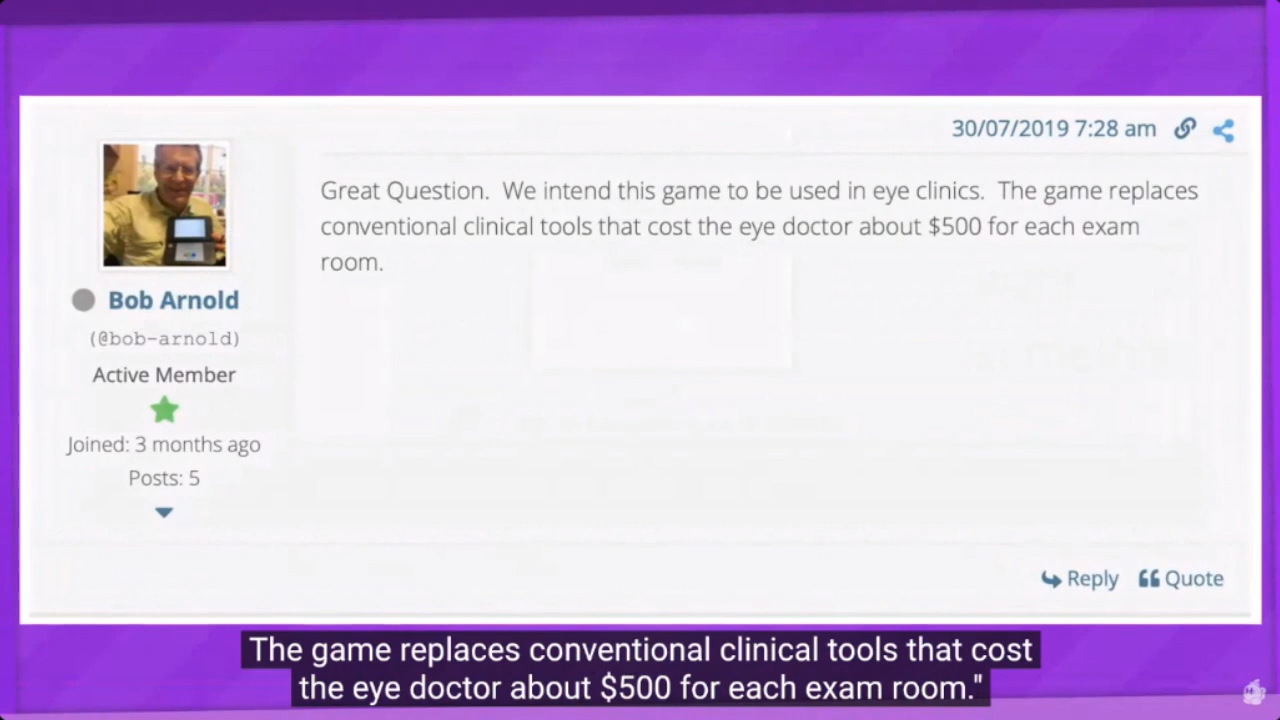 30/07/2019 7:28 am
Great Question. We intend this game to be used in eye clinics. The game replaces
conventional clinical tools that cost the eye doctor about $500 for each exam
room.
Bob Arnold
(@bob-arnold)
Active Member
Joined: 3 months ago
Posts: 5
Reply Quote
The game replaces conventional clinical tools that cost
the eye doctor about $500 for each exam room."